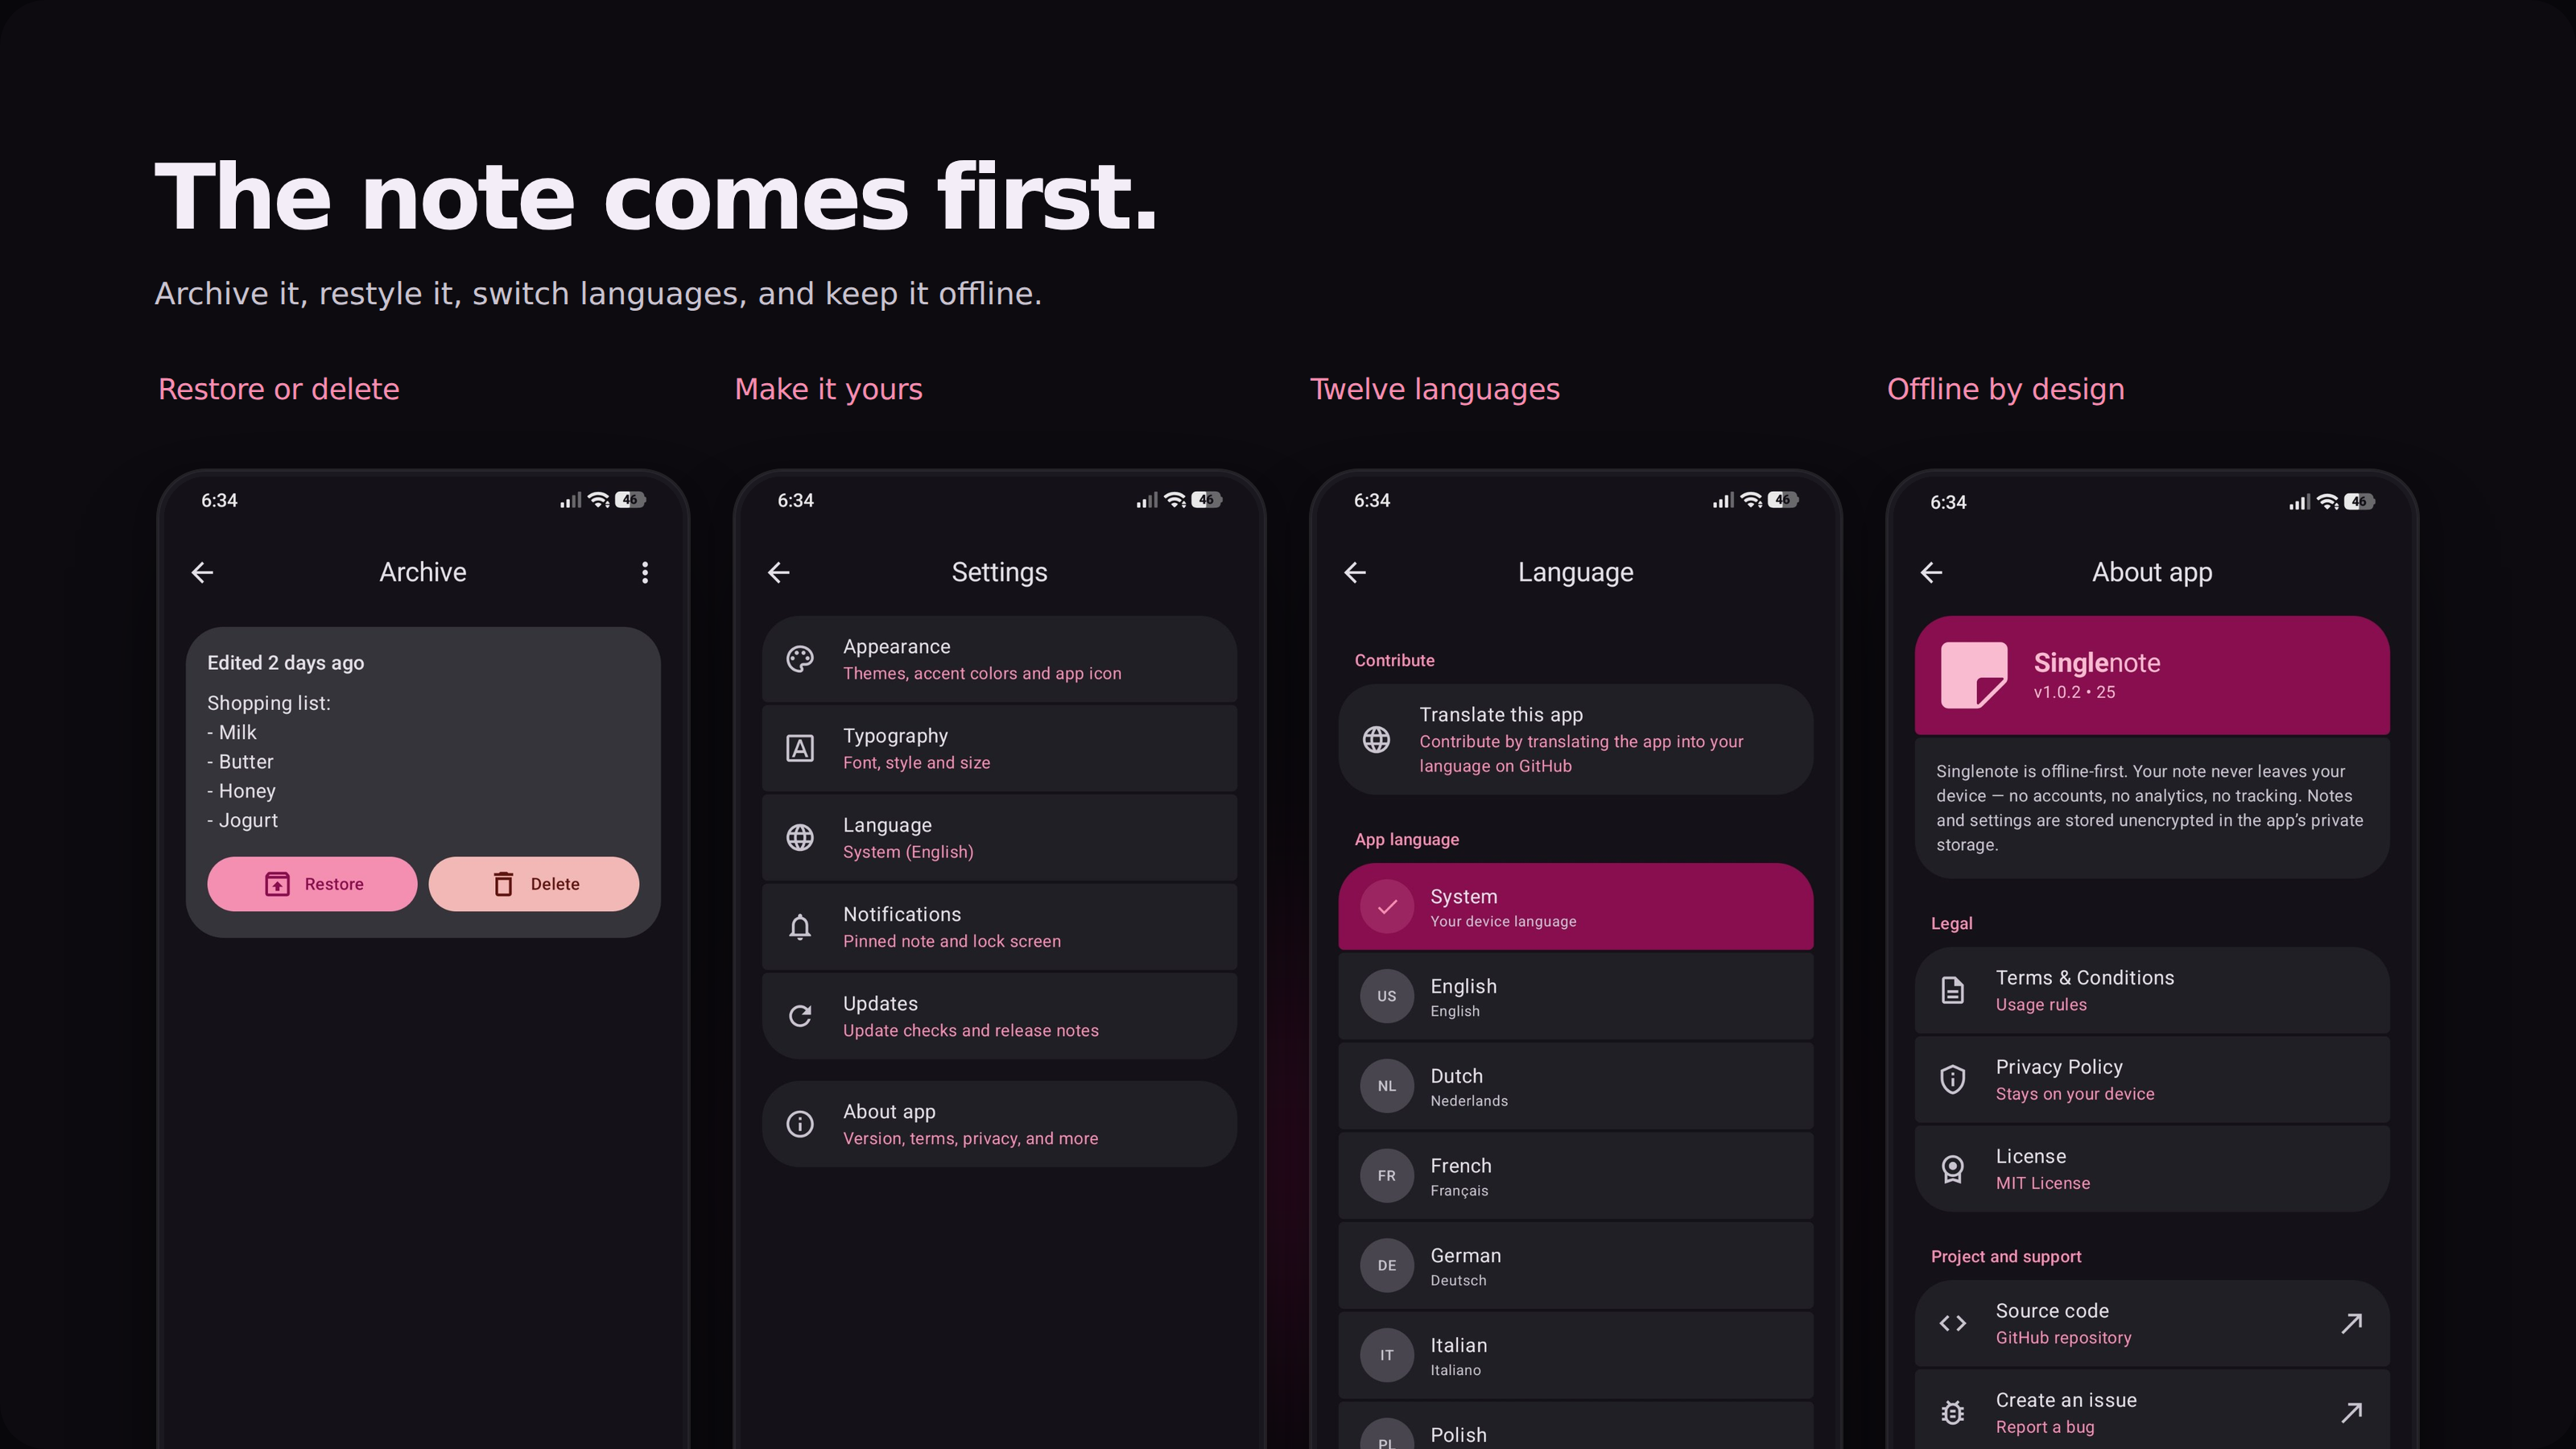 The note comes first.
Archive it, restyle it, switch languages, and keep it offline.
Restore or delete
6:34
46
Archive
Edited 2 days ago
Shopping list:
- Milk
- Butter
- Honey
- Jogurt
Restore
Delete
Make it yours
6:34
46
Settings
Appearance
Themes, accent colors and app icon
Typography
Font, style and size
Language
System (English)
Notifications
Pinned note and lock screen
Updates
Update checks and release notes
About app
Version, terms, privacy, and more
Twelve languages
6:34
46
Language
Contribute
Translate this app
Contribute by translating the app into your
language on GitHub
App language
System
Your device language
US
English
English
NL
Dutch
Nederlands
FR
French
Français
DE
German
Deutsch
IT
Italian
Italiano
PL
Polish
Offline by design
6:34
46
About app
Singlenote
v1.0.2 • 25
Singlenote is offline-first. Your note never leaves your
device — no accounts, no analytics, no tracking. Notes
and settings are stored unencrypted in the app’s private
storage.
Legal
Terms & Conditions
Usage rules
Privacy Policy
Stays on your device
License
MIT License
Project and support
Source code
GitHub repository
Create an issue
Report a bug